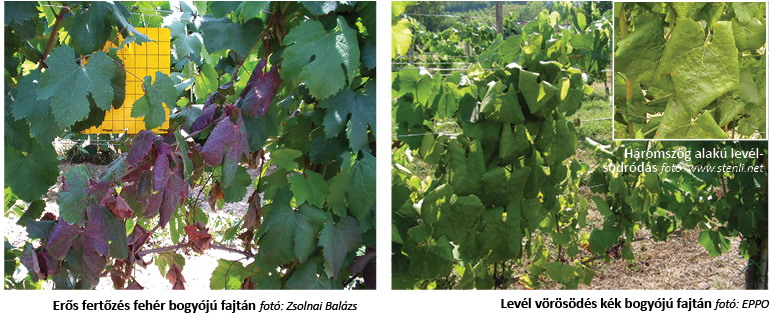 Háromszög alakú levél-
sodródás fotó: www.stenli.net
Erős fertőzés fehér bogyójú fajtán fotó: Zsolnai Balázs
Levél vörösödés kék bogyójú fajtán fotó: EPPO